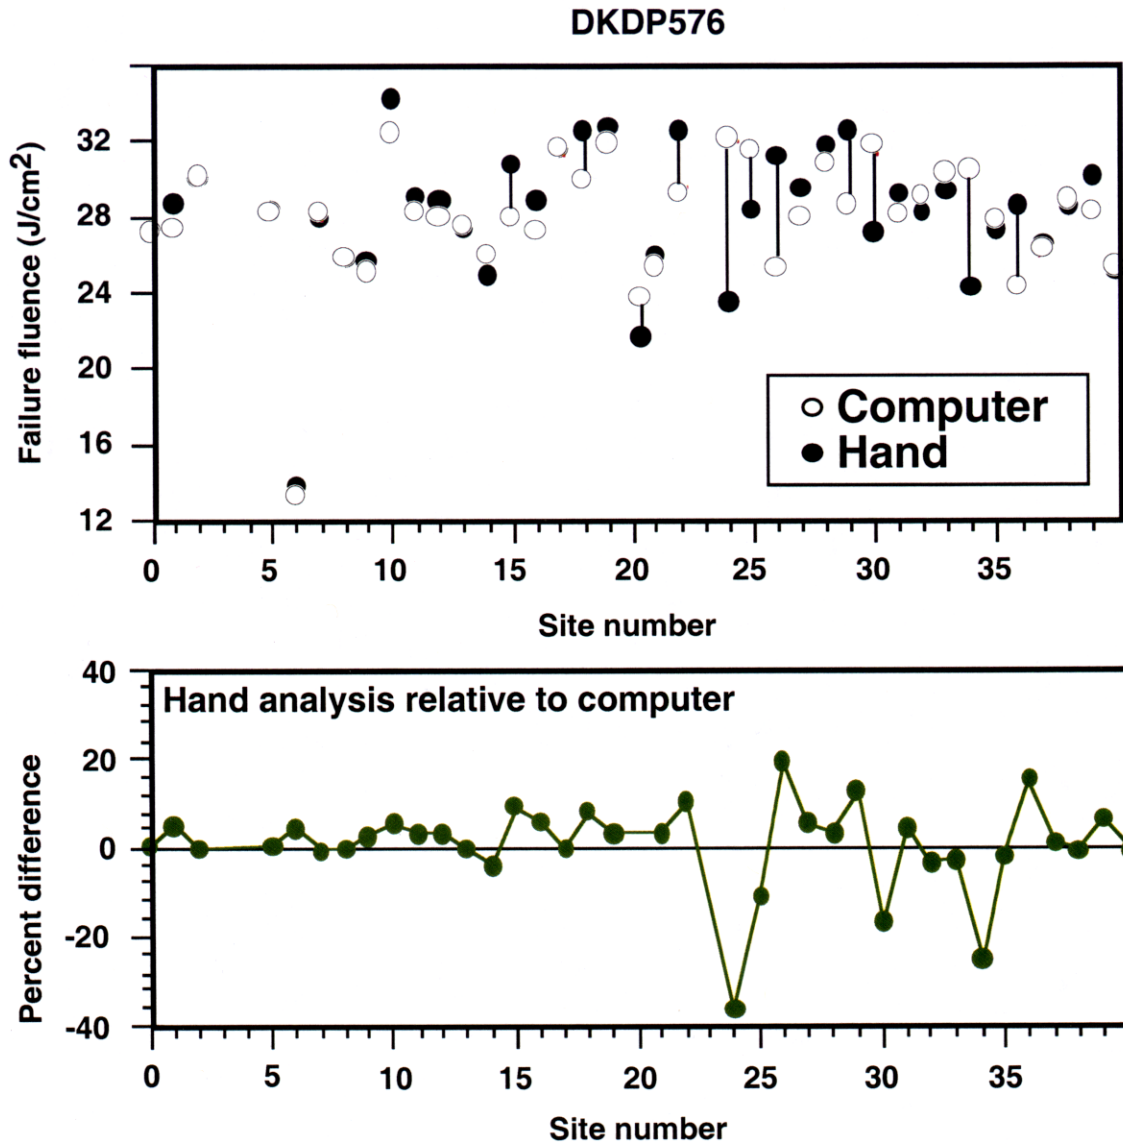 DKDP576
Failure fluence (J/cm2)
32
28
24
20
16
12
Computer
Hand
0 5 10 15 20 25 30 35
Site number
Percent difference
40
20
0
-20
-40
Hand analysis relative to computer
0 5 10 15 20 25 30 35
Site number